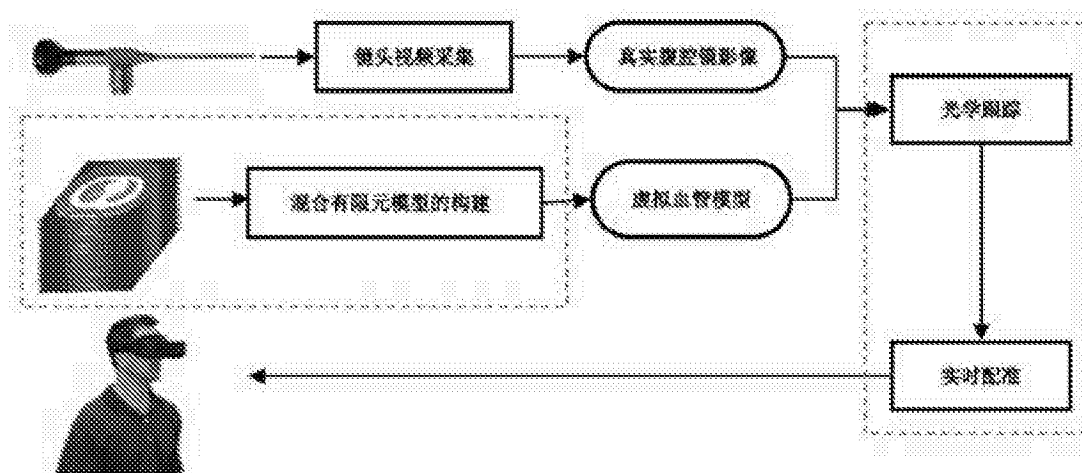 镜头视频采集
真实腹腔镜影像
光学跟踪
混合有限元模型的构建
虚拟血管模型
实时配准